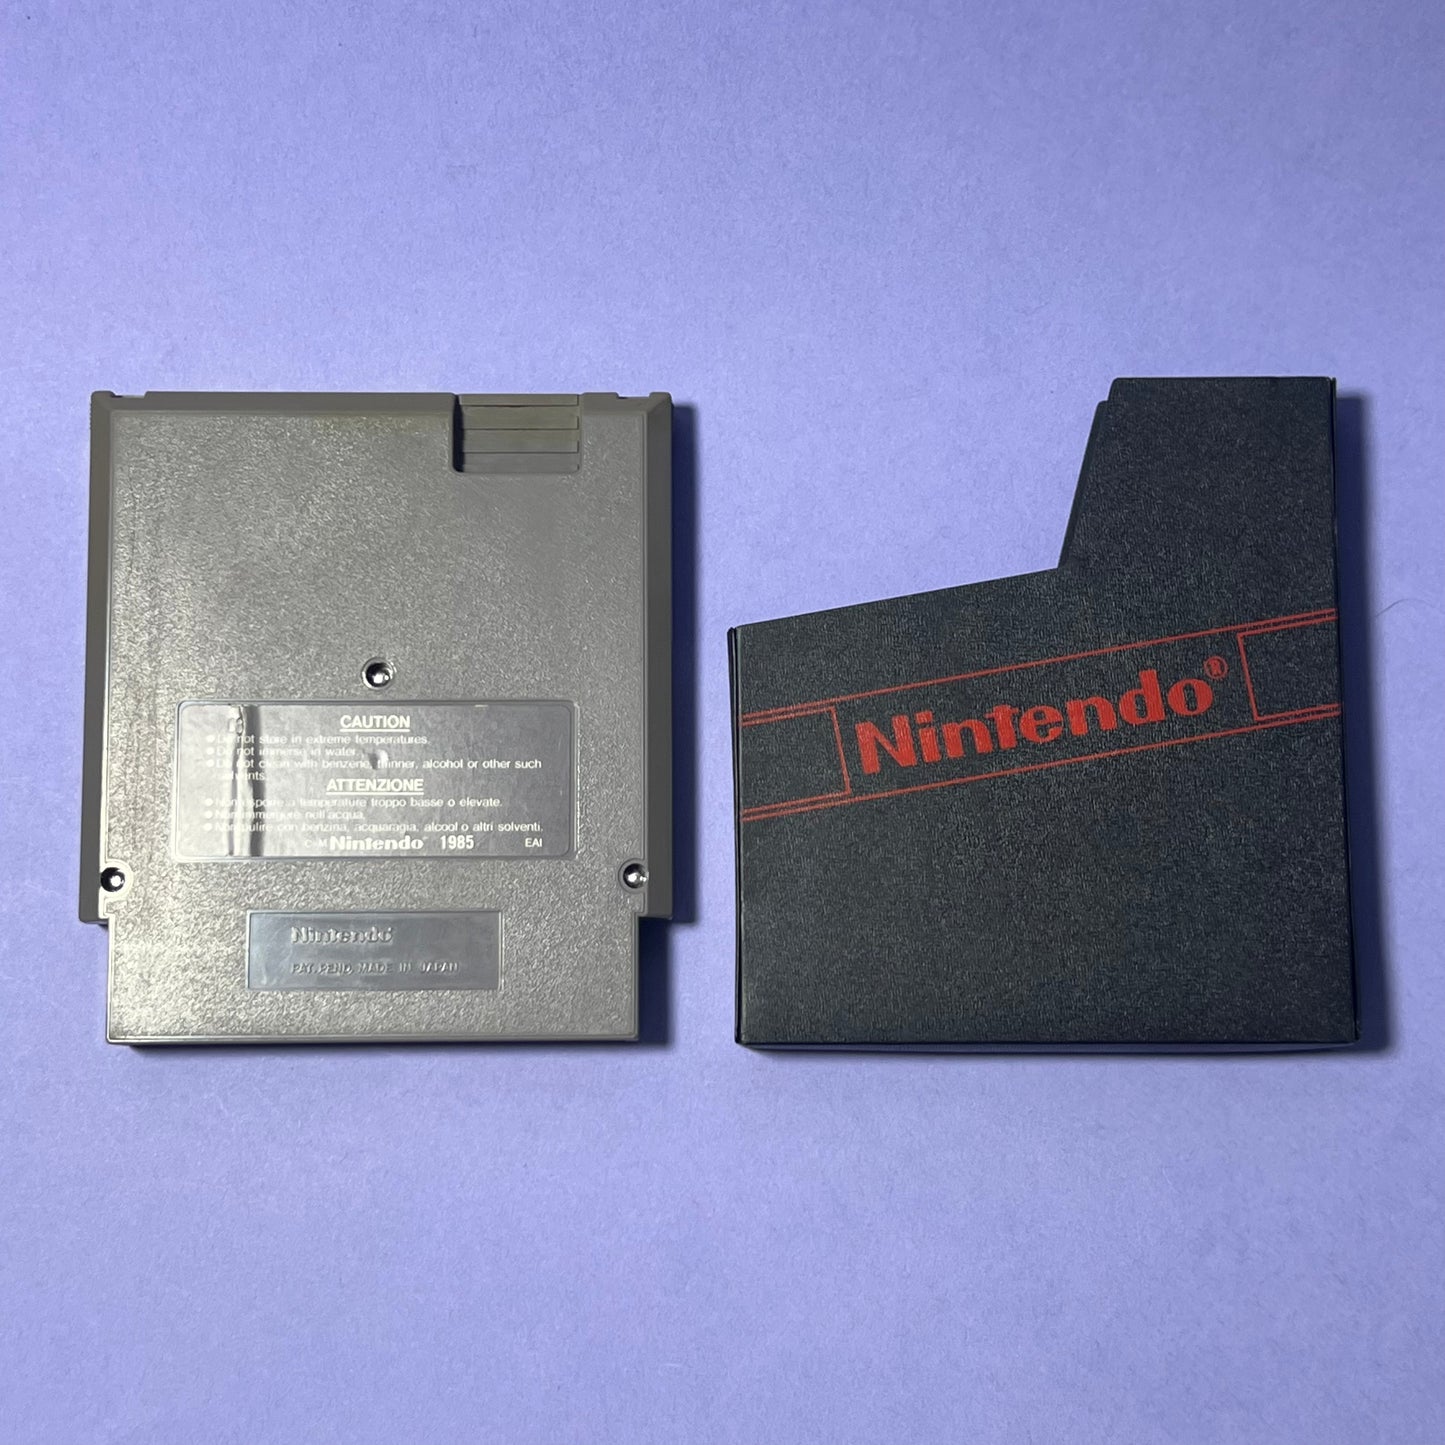 CAUTION
●Do not store in extreme temperatures.
●Do not immerse in water.
●Do not clean with benzene, thinner, alcohol or other such
solvents.
ATTENZIONE
●Non esporre a temperature troppo basse o elevate.
●Non immergere nell'acqua.
●Non pulire con benzina, acquaragia, alcool o altri solventi.
Nintendo® 1985 EAI
Nintendo
PAT. PEND. MADE IN JAPAN
Nintendo®